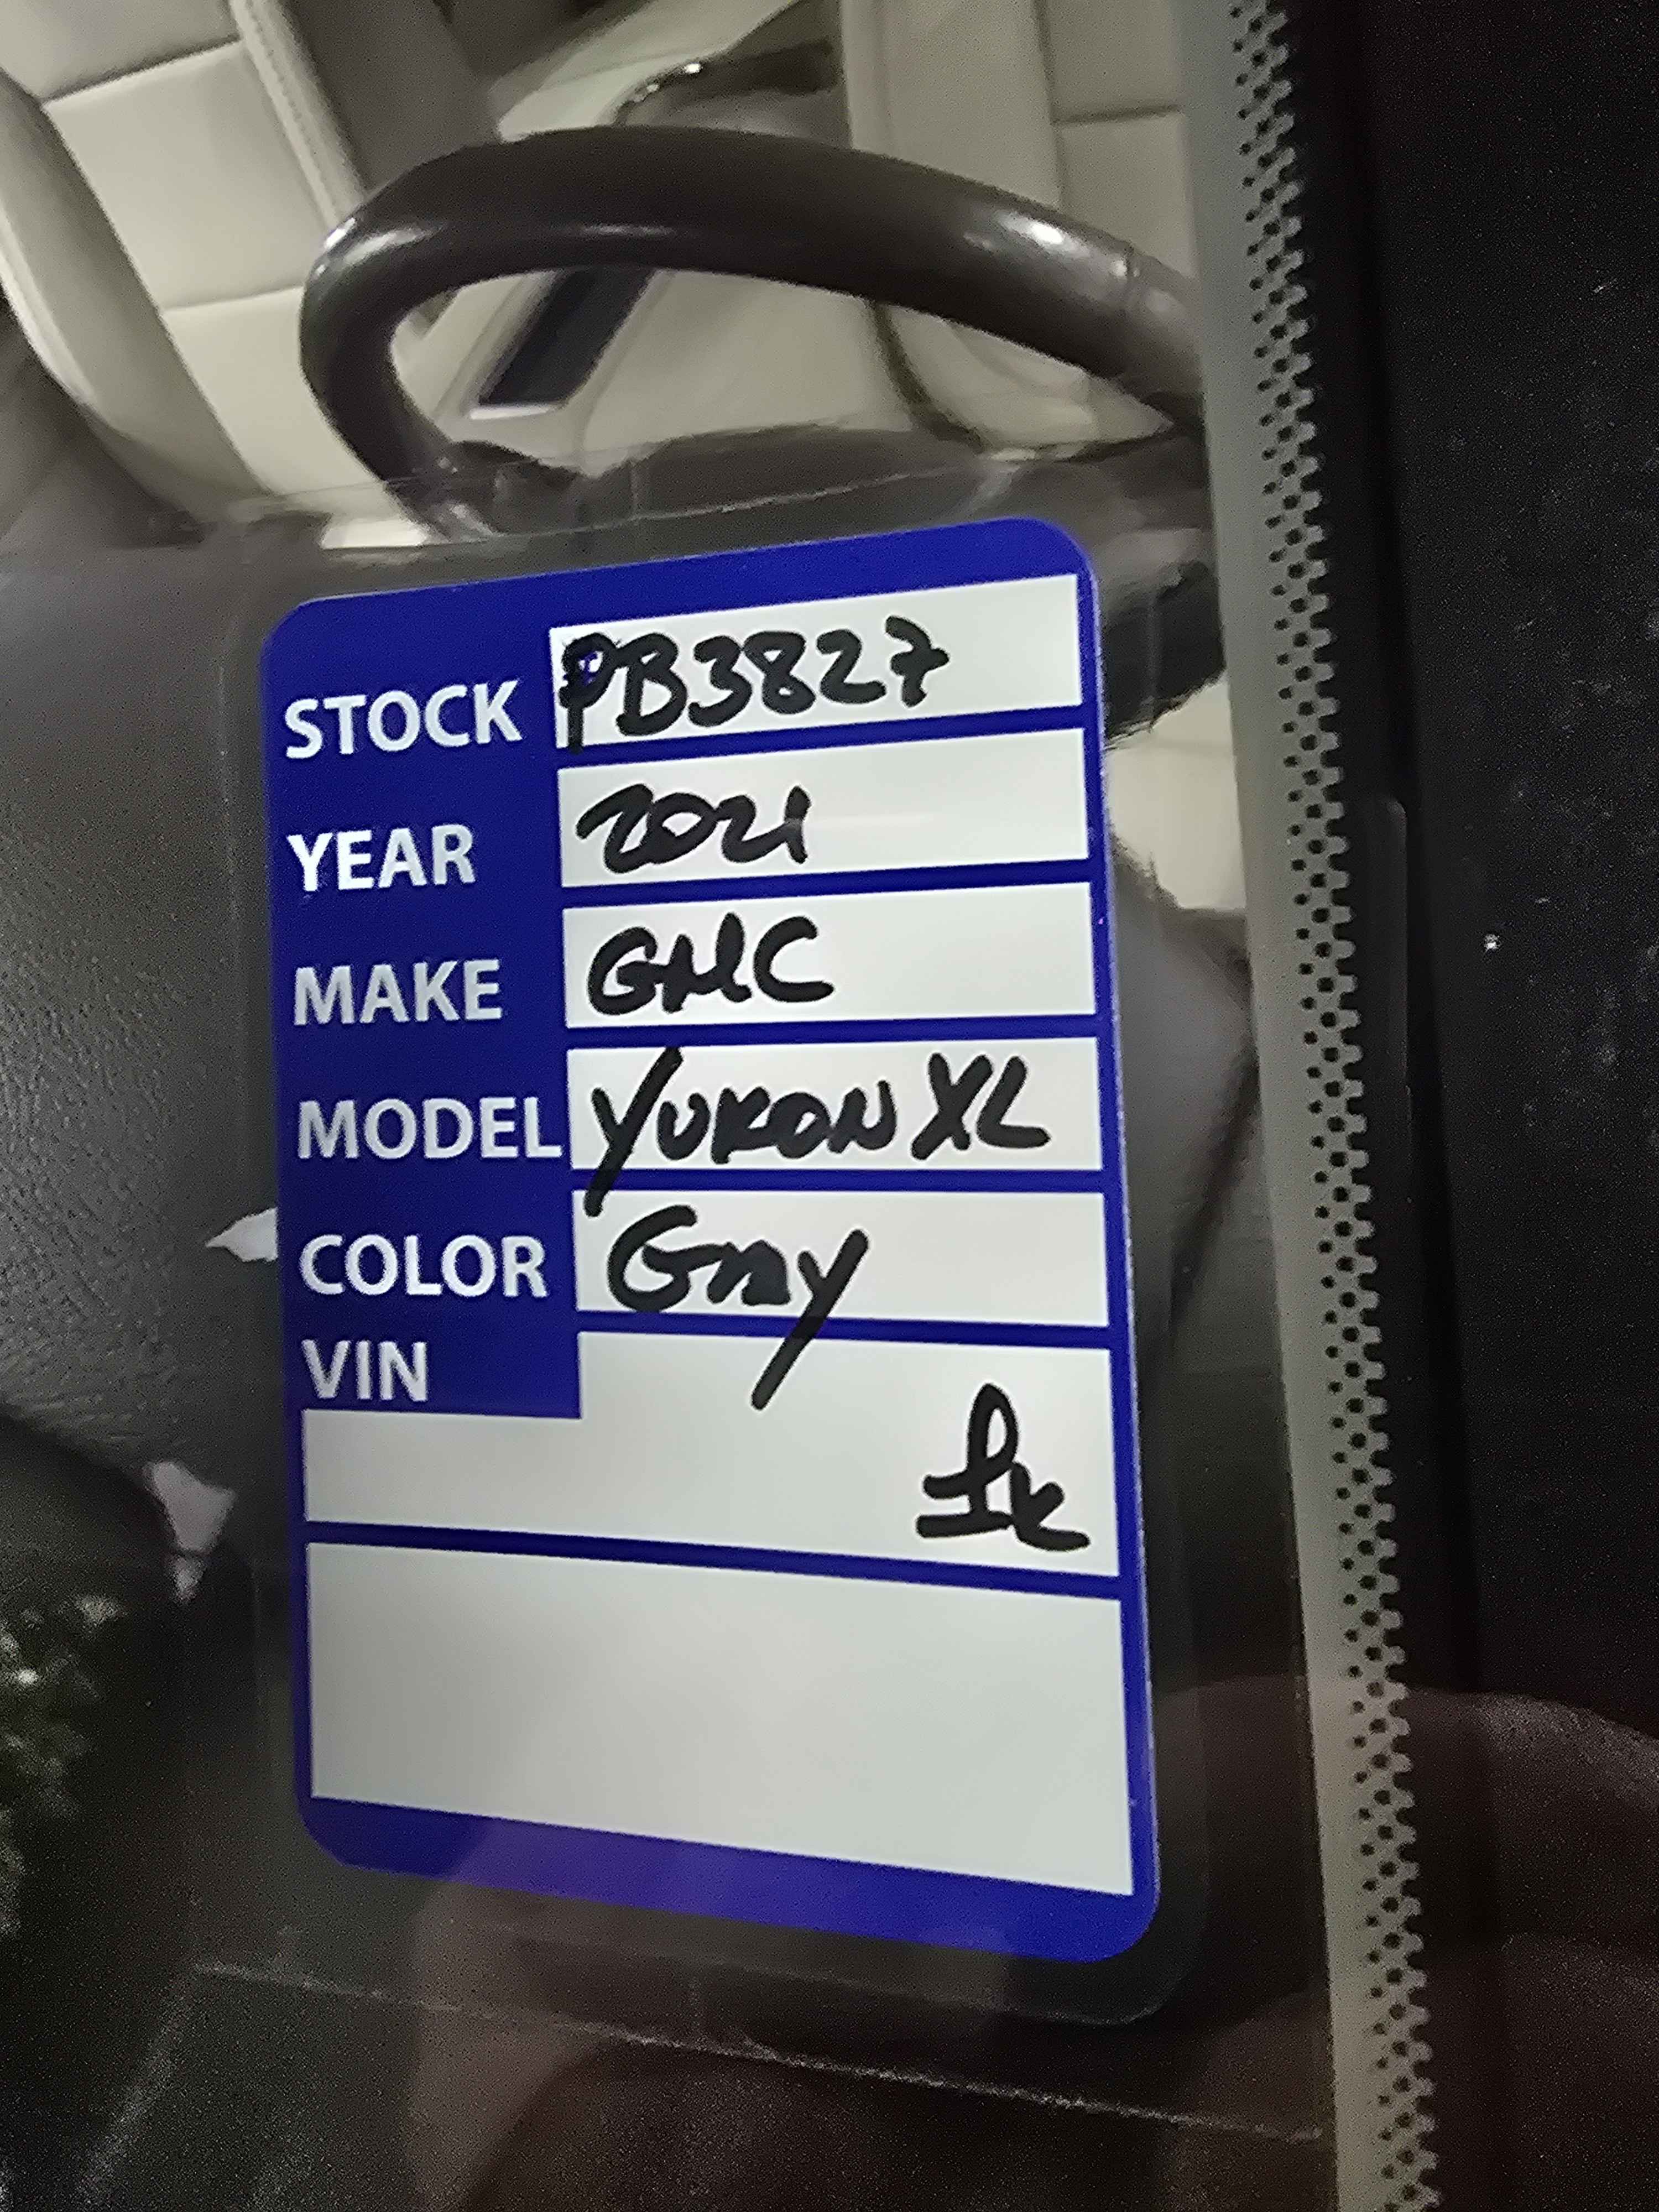 STOCK PB3827
YEAR 2021
MAKE GMC
MODEL YUKON XL
COLOR Gray
VIN